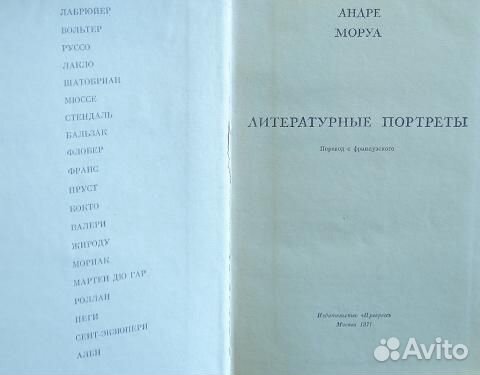 ЛАБРЮЙЕР
ВОЛЬТЕР
РУССО
ЛАКЛО
ШАТОБРИАН
МЮССЕ
СТЕНДАЛЬ
БАЛЬЗАК
ФЛОБЕР
ФРАНС
ПРУСТ
КОКТО
ВАЛЕРИ
ЖИРОДУ
МОРИАК
МАРТЕН ДЮ ГАР
РОЛЛАН
ПЕГИ
СЕНТ-ЭКЗЮПЕРИ
АЛЕН
АНДРЕ
МОРУА
ЛИТЕРАТУРНЫЕ ПОРТРЕТЫ
Перевод с французского
Издательство «Прогресс»
Москва 1971
Avito